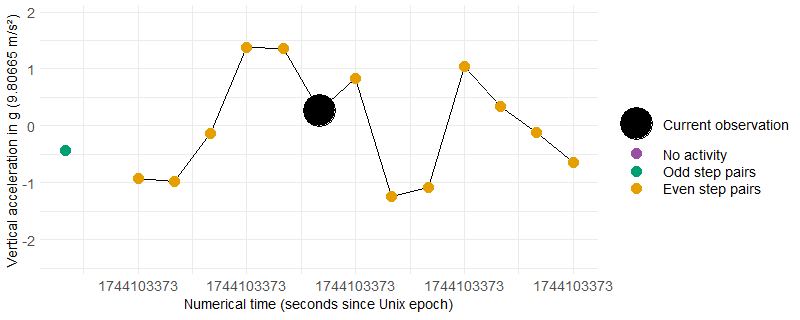 Vertical acceleration in g (9.80665 m/s²)
2
1
0
-1
-2
1744103373 1744103373 1744103373 1744103373 1744103373
Numerical time (seconds since Unix epoch)
Current observation
No activity
Odd step pairs
Even step pairs